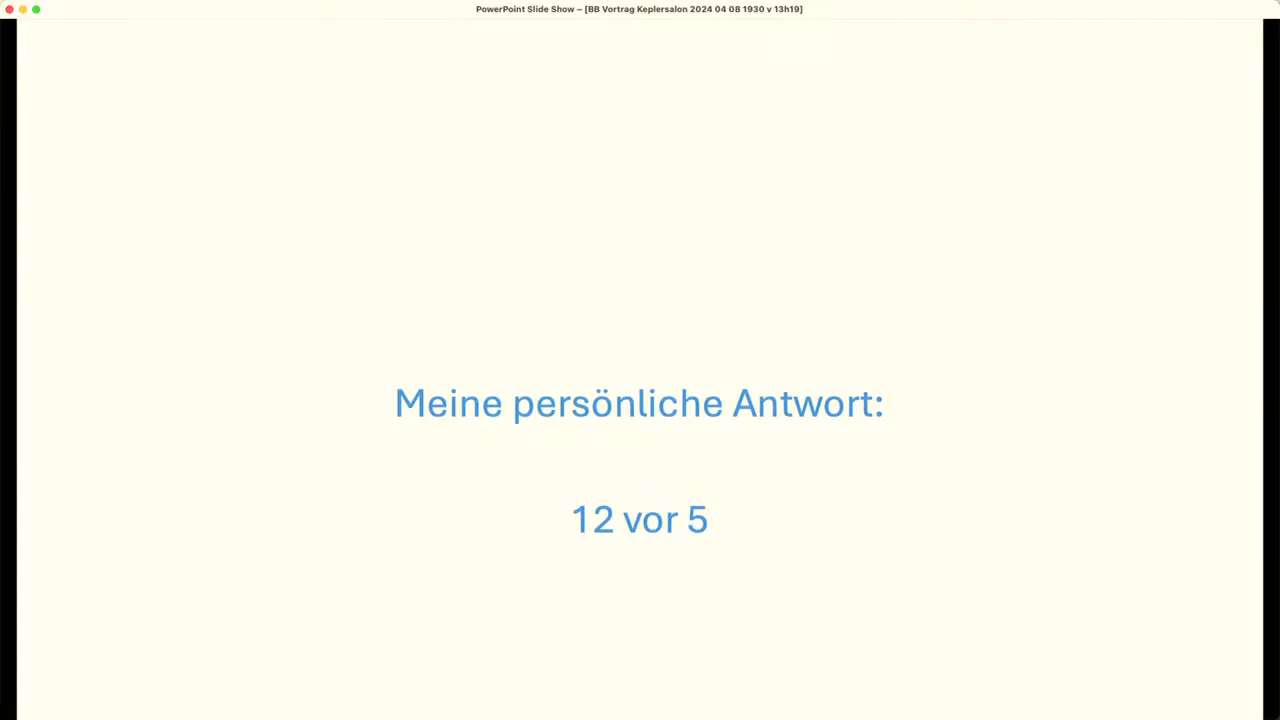 PowerPoint Slide Show – [BB Vortrag Keplersalon 2024 04 08 1930 v 13h19]
Meine persönliche Antwort:
12 vor 5